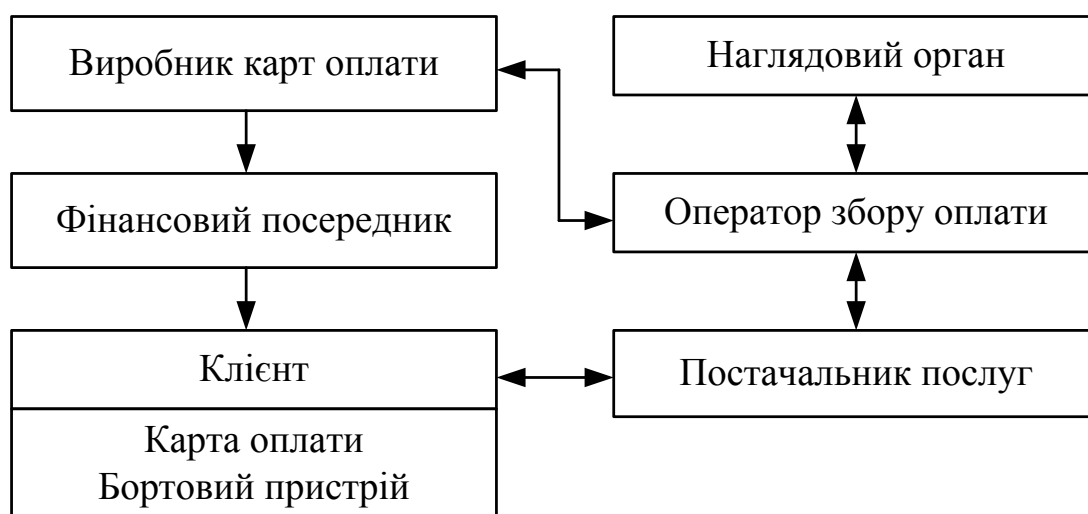 Виробник карт оплати
Наглядовий орган
Фінансовий посередник
Оператор збору оплати
Клієнт
Постачальник послуг
Карта оплати
Бортовий пристрій